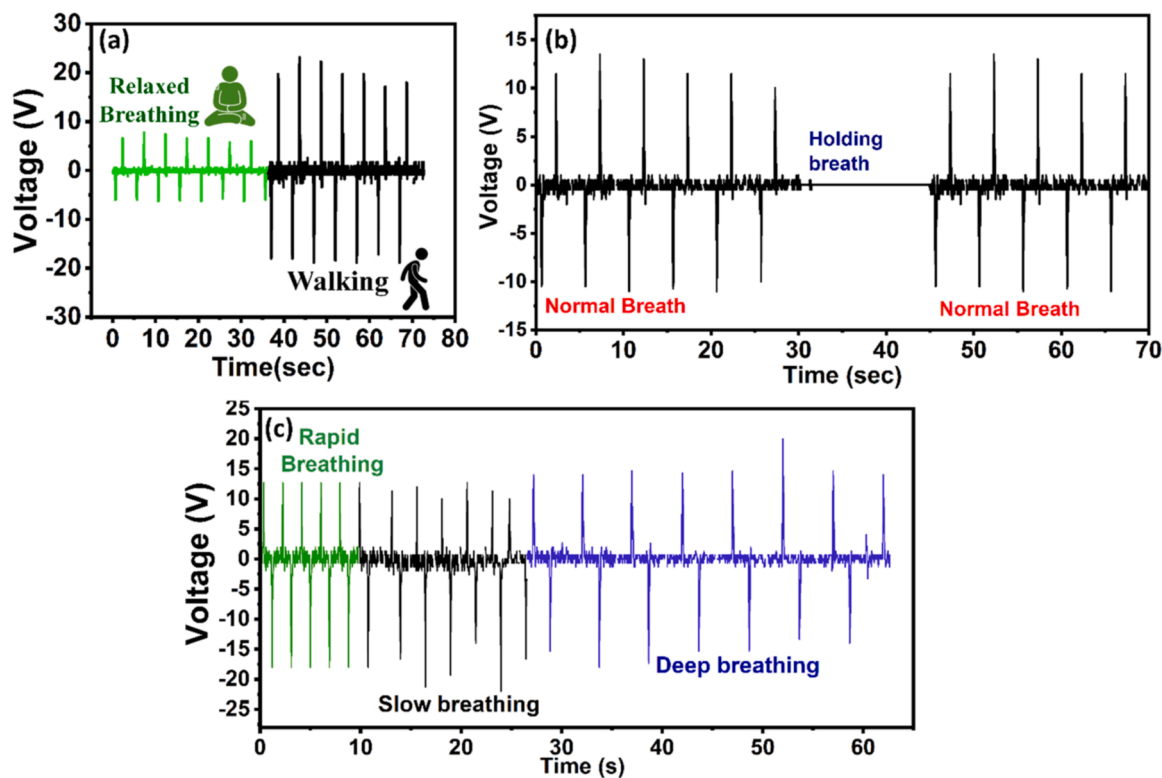 (a)
30
20
10
0
-10
-20
-30
Voltage (V)
Relaxed
Breathing
Walking
0 10 20 30 40 50 60 70 80
Time(sec)
(b)
15
10
5
0
-5
-10
-15
Voltage (V)
Holding
breath
Normal Breath
Normal Breath
0 10 20 30 40 50 60 70
Time (sec)
(c)
25
20
15
10
5
0
-5
-10
-15
-20
-25
Voltage (V)
Rapid
Breathing
Slow breathing
Deep breathing
0 10 20 30 40 50 60
Time (s)